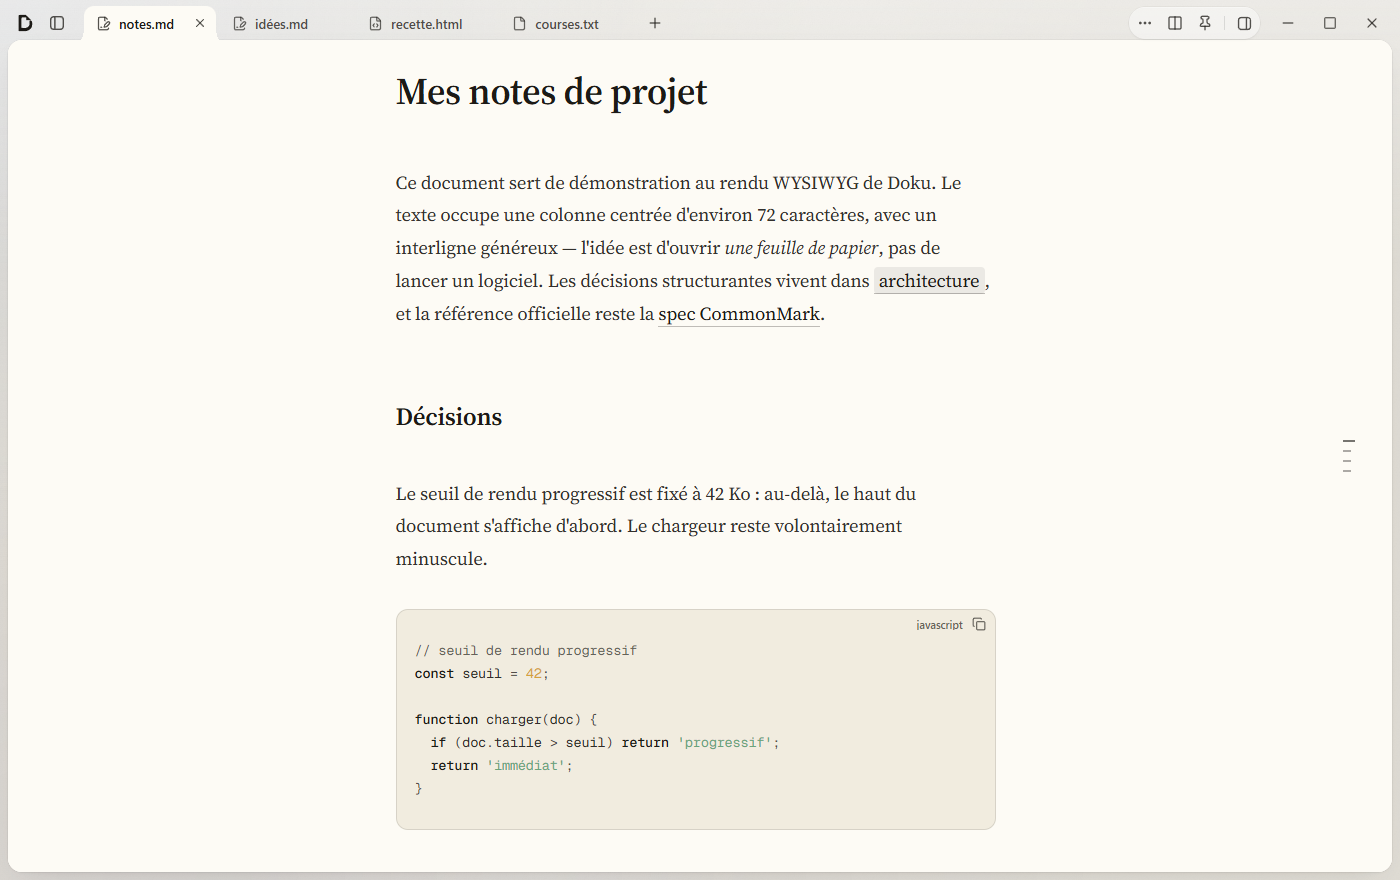 notes.md
idées.md
recette.html
courses.txt
Mes notes de projet
Ce document sert de démonstration au rendu WYSIWYG de Doku. Le
texte occupe une colonne centrée d'environ 72 caractères, avec un
interligne généreux — l'idée est d'ouvrir une feuille de papier, pas de
lancer un logiciel. Les décisions structurantes vivent dans architecture ,
et la référence officielle reste la spec CommonMark.
Décisions
Le seuil de rendu progressif est fixé à 42 Ko : au-delà, le haut du
document s'affiche d'abord. Le chargeur reste volontairement
minuscule.
javascript
// seuil de rendu progressif
const seuil = 42;
function charger(doc) {
  if (doc.taille > seuil) return 'progressif';
  return 'immédiat';
}